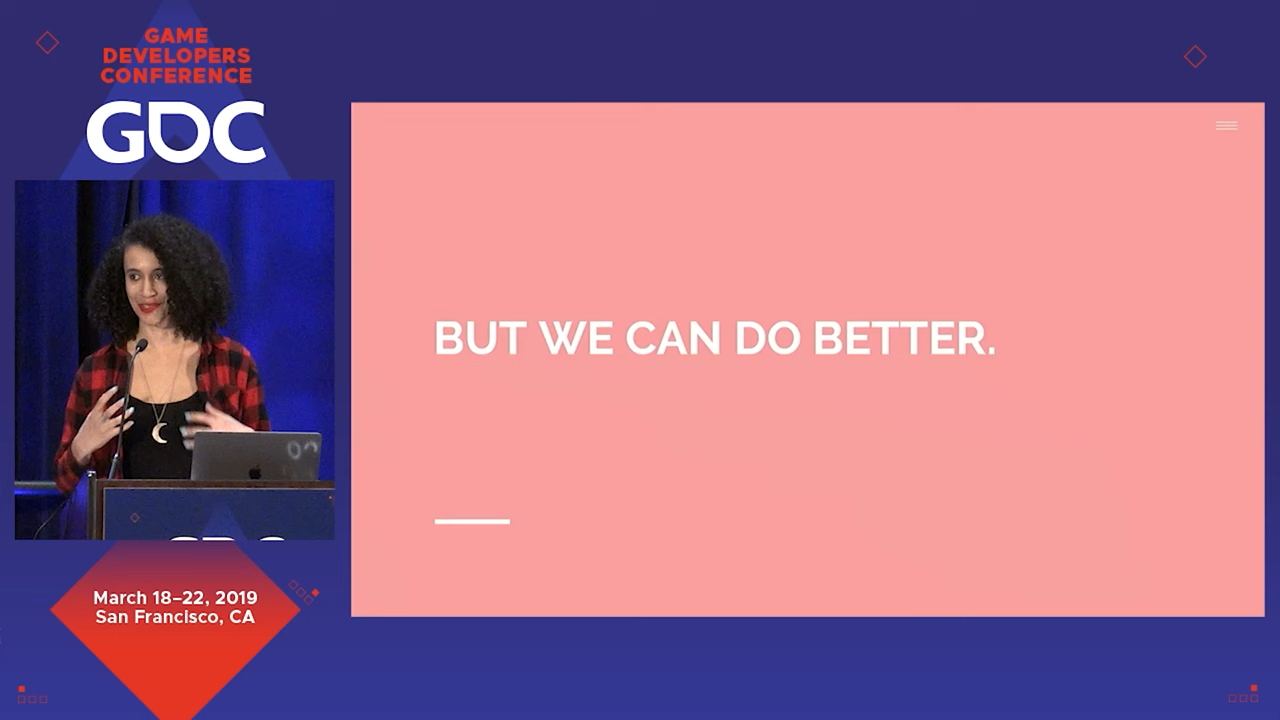 GAME
DEVELOPERS
CONFERENCE
GDC
BUT WE CAN DO BETTER.
March 18–22, 2019
San Francisco, CA